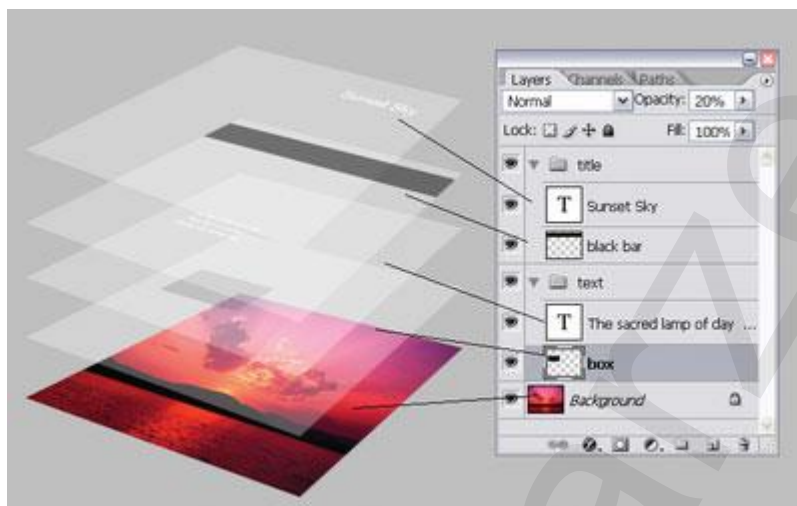 Layers Channels Paths
Normal Opacity: 20%
Lock: Fill: 100%
title
T Sunset Sky
black bar
text
T The sacred lamp of day ...
box
Background
Sunset Sky